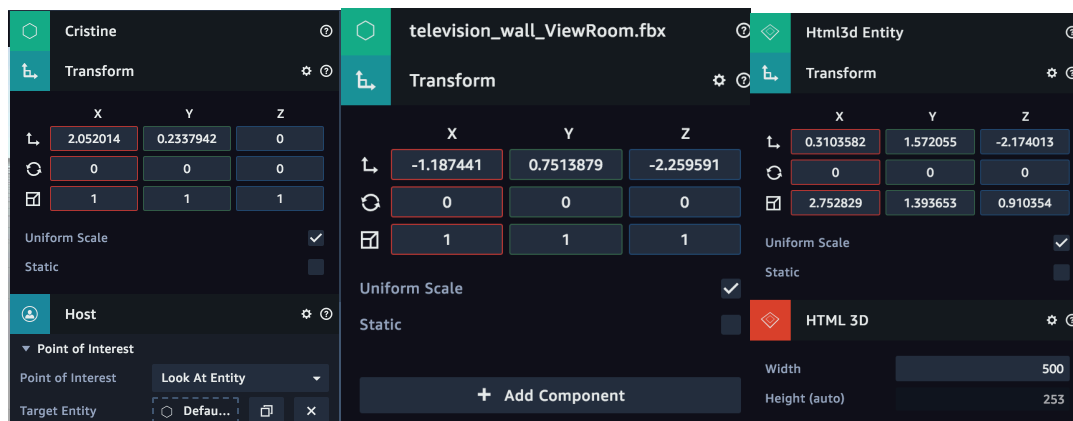 Cristine
Transform
X Y Z
2.052014 0.2337942 0
0 0 0
1 1 1
Uniform Scale
Static
Host
Point of Interest
Point of Interest Look At Entity
Target Entity Defau...
television_wall_ViewRoom.fbx
Transform
X Y Z
-1.187441 0.7513879 -2.259591
0 0 0
1 1 1
Uniform Scale
Static
+ Add Component
Html3d Entity
Transform
X Y Z
0.3103582 1.572055 -2.174013
0 0 0
2.752829 1.393653 0.910354
Uniform Scale
Static
HTML 3D
Width 500
Height (auto) 253